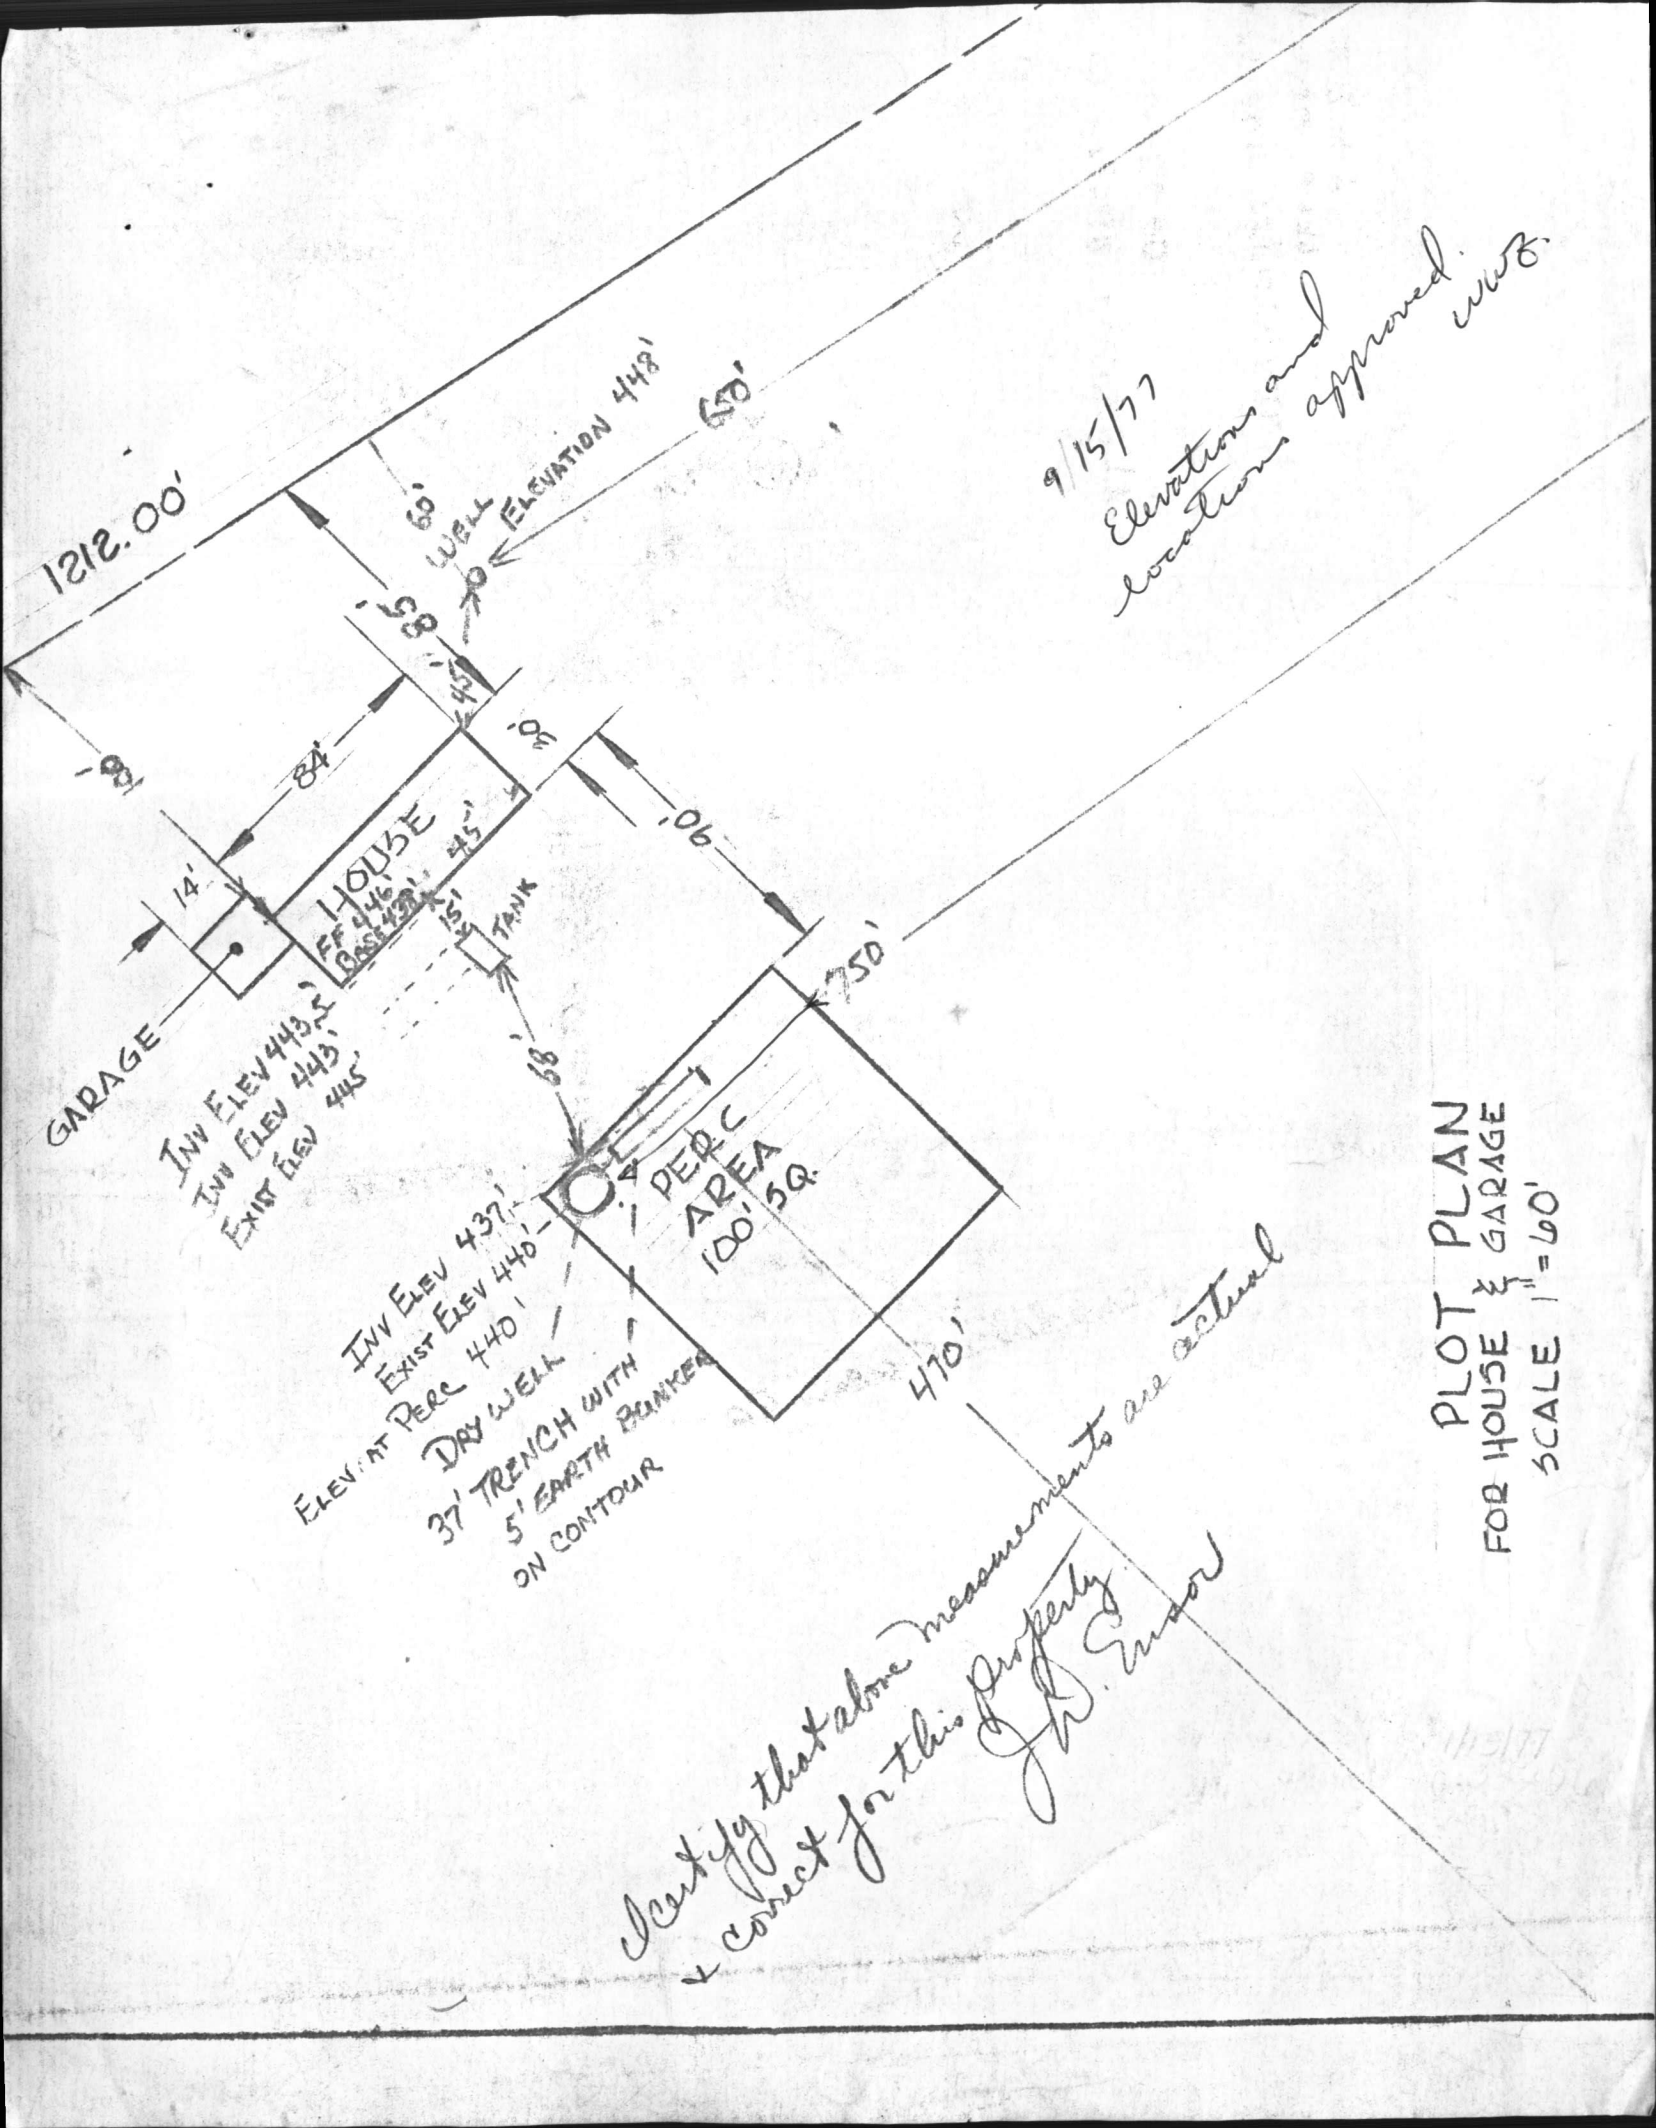 1212.00'
60'
WELL
ELEVATION 448'
650'
58'
45'
30'
84'
14'
HOUSE
FF 446'
BASE 438'
45'
15'
TANK
90'
GARAGE
INV ELEV 443.5'
INV ELEV 443'
EXIST ELEV 445'
68'
750'
PERC
AREA
100' SQ.
INV ELEV 437'
EXIST ELEV 440'
ELEV. AT PERC 440'
DRY WELL
37' TRENCH WITH
5' EARTH BUNKER
ON CONTOUR
470'
9/15/77
Elevations and
locations approved.
WWZ.
I certify that above measurements are actual
+ correct for this property
J.W. Ensor
PLOT PLAN
FOR HOUSE & GARAGE
SCALE 1"=60'